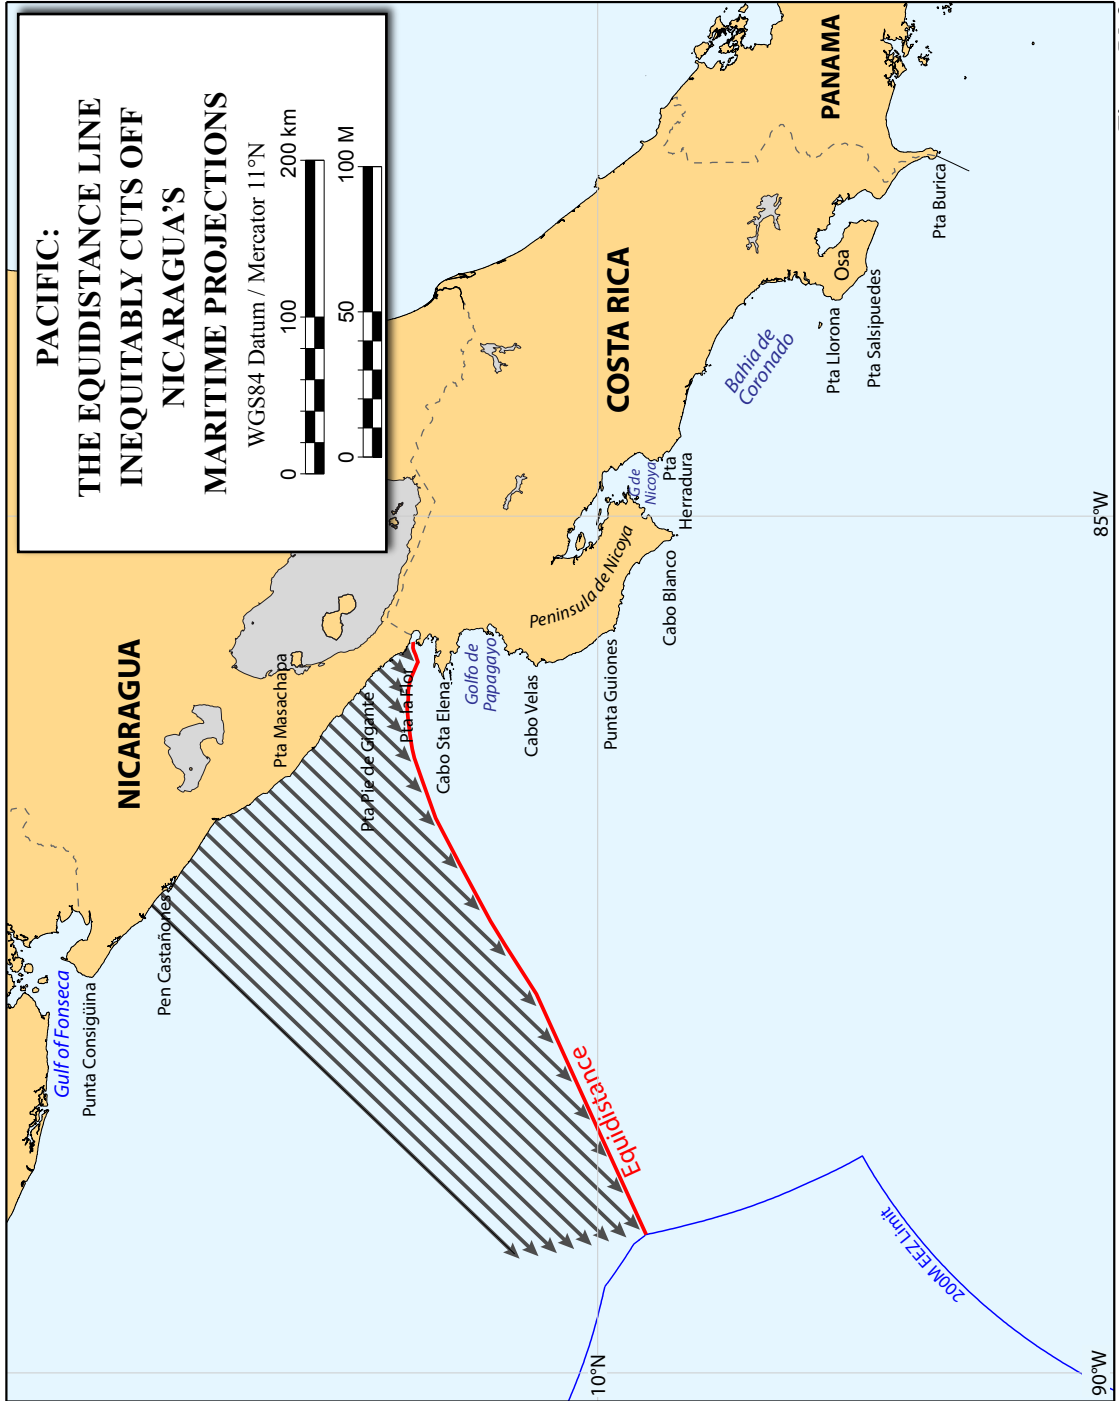 PACIFIC:
THE EQUIDISTANCE LINE
INEQUITABLY CUTS OFF
NICARAGUA'S
MARITIME PROJECTIONS
WGS84 Datum / Mercator 11°N
0 100 200 km
0 50 100 M
Gulf of Fonseca
Punta Consigüina
Pen Castañones
NICARAGUA
Pta Masachapa
Pta Pie de Gigante
Pta la Flor
Cabo Sta Elena
Golfo de
Papagayo
Cabo Velas
Punta Guiones
Peninsula de Nicoya
Cabo Blanco
G de
Nicoya
Pta
Herradura
COSTA RICA
Bahia de
Coronado
Pta Llorona
Osa
Pta Salsipuedes
Pta Burica
PANAMA
Equidistance
200M EEZ Limit
10°N
90°W
85°W